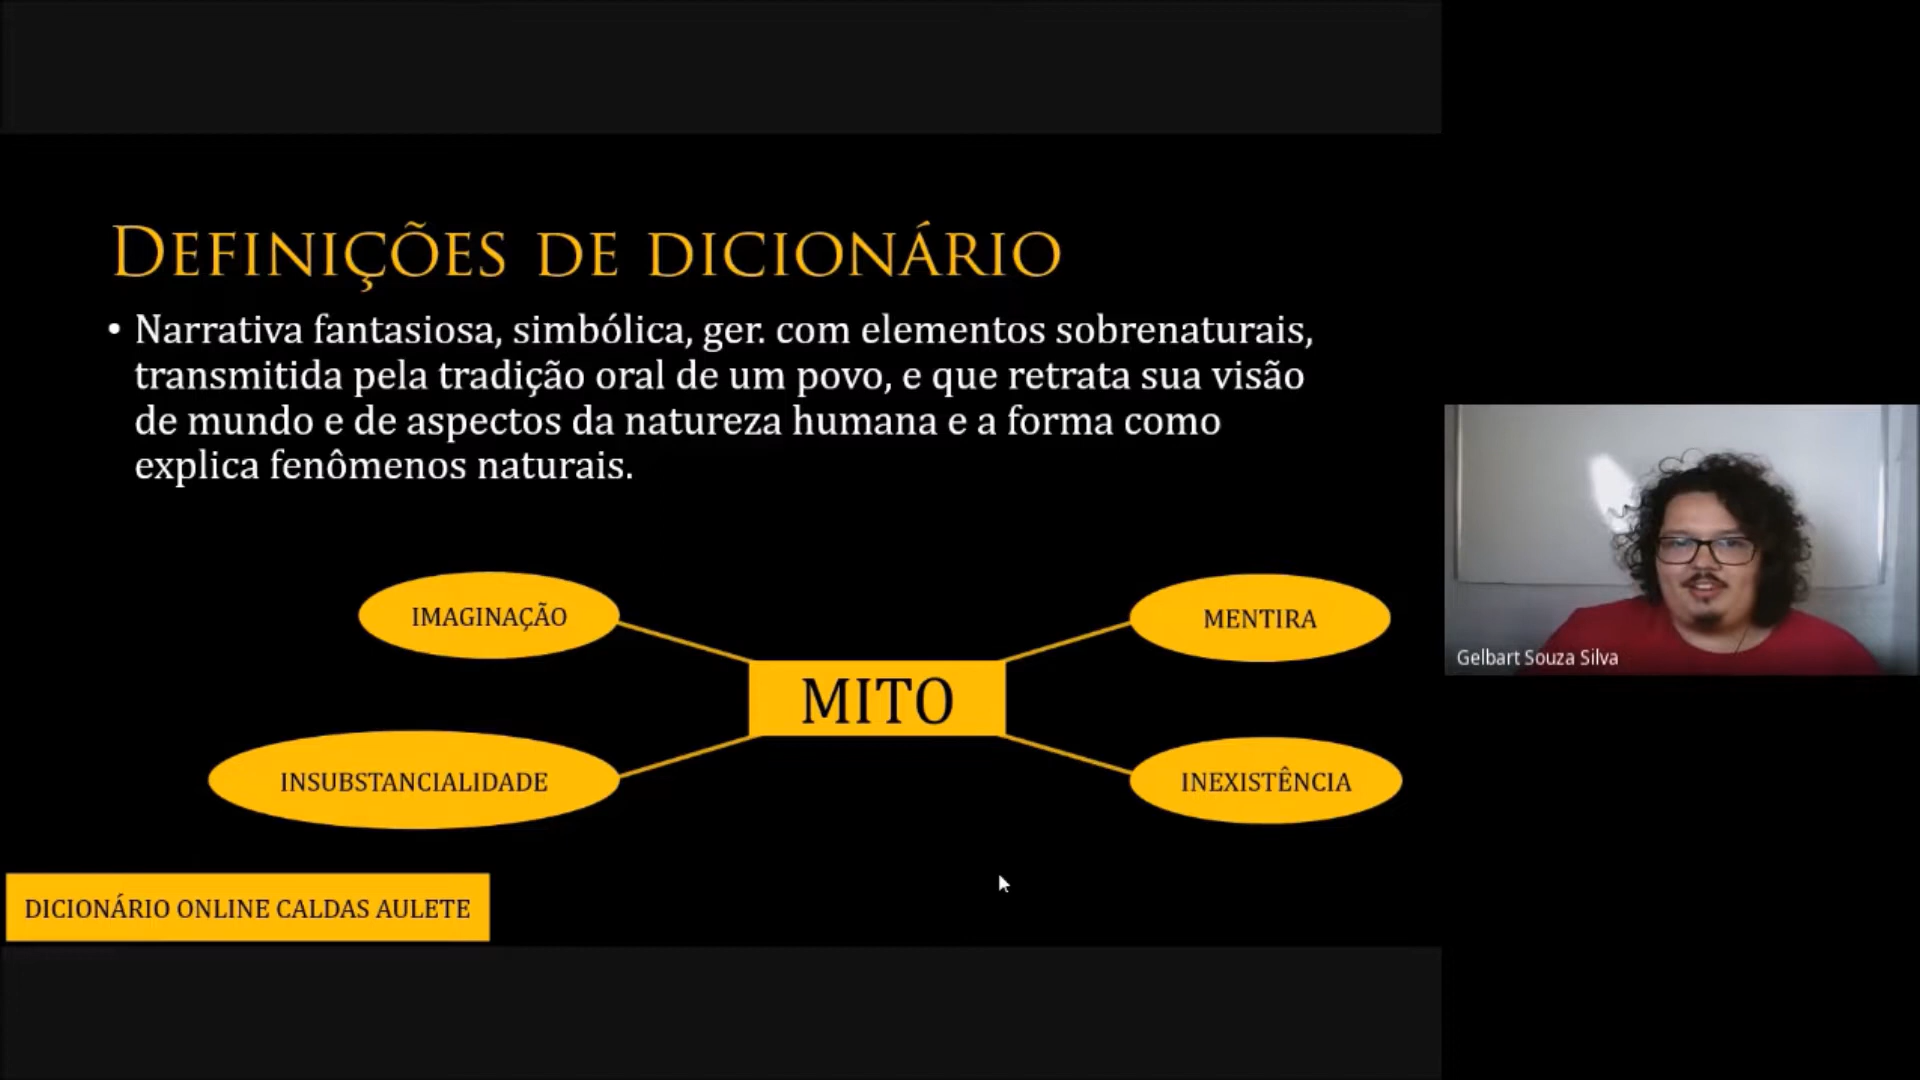 DEFINIÇÕES DE DICIONÁRIO
• Narrativa fantasiosa, simbólica, ger. com elementos sobrenaturais,
transmitida pela tradição oral de um povo, e que retrata sua visão
de mundo e de aspectos da natureza humana e a forma como
explica fenômenos naturais.
IMAGINAÇÃO
MENTIRA
MITO
INSUBSTANCIALIDADE
INEXISTÊNCIA
DICIONÁRIO ONLINE CALDAS AULETE
Gelbart Souza Silva